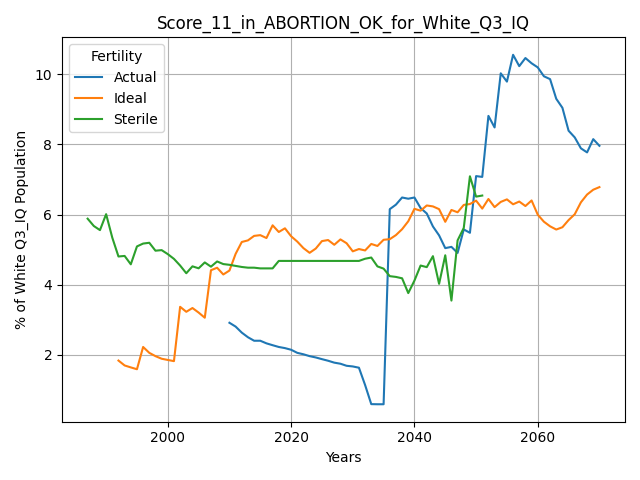 Score_11_in_ABORTION_OK_for_White_Q3_IQ
Fertility
Actual
Ideal
Sterile
% of White Q3_IQ Population
10
8
6
4
2
2000
2020
2040
2060
Years